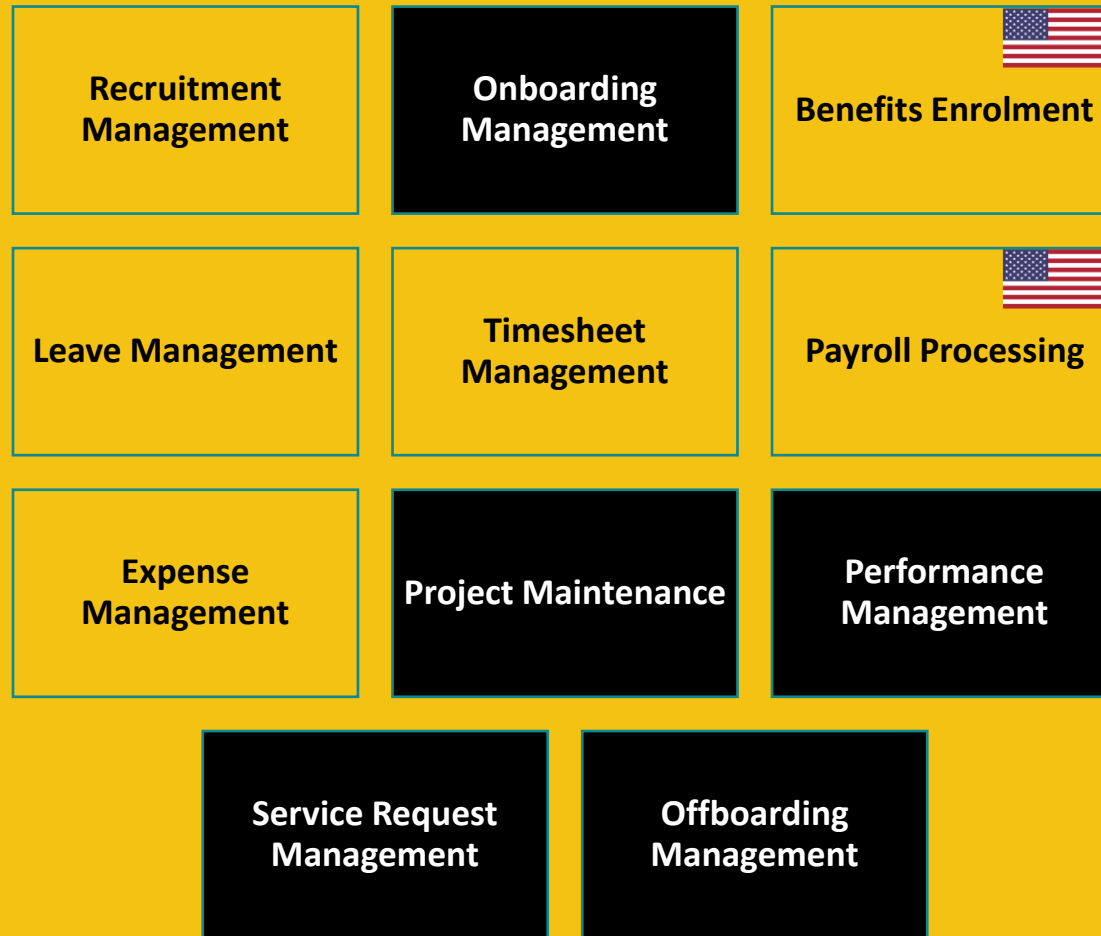 Recruitment
Management
Onboarding
Management
Benefits Enrolment
Leave Management
Timesheet
Management
Payroll Processing
Expense
Management
Project Maintenance
Performance
Management
Service Request
Management
Offboarding
Management